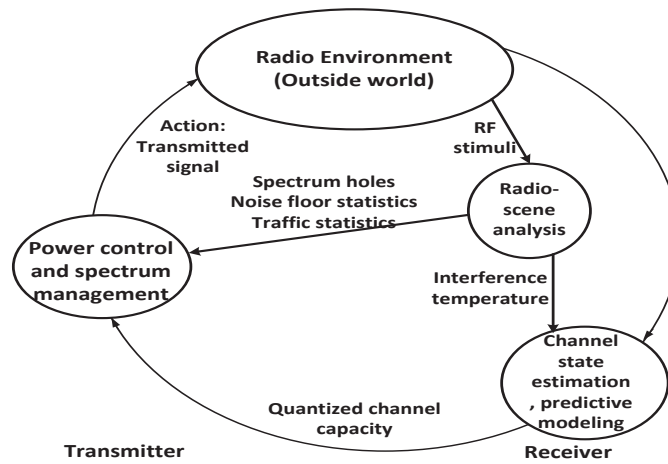 Radio Environment
(Outside world)
RF
stimuli
Action:
Transmitted
signal
Spectrum holes
Noise floor statistics
Traffic statistics
Radio-
scene
analysis
Power control
and spectrum
management
Interference
temperature
Channel
state
estimation
, predictive
modeling
Quantized channel
capacity
Transmitter
Receiver